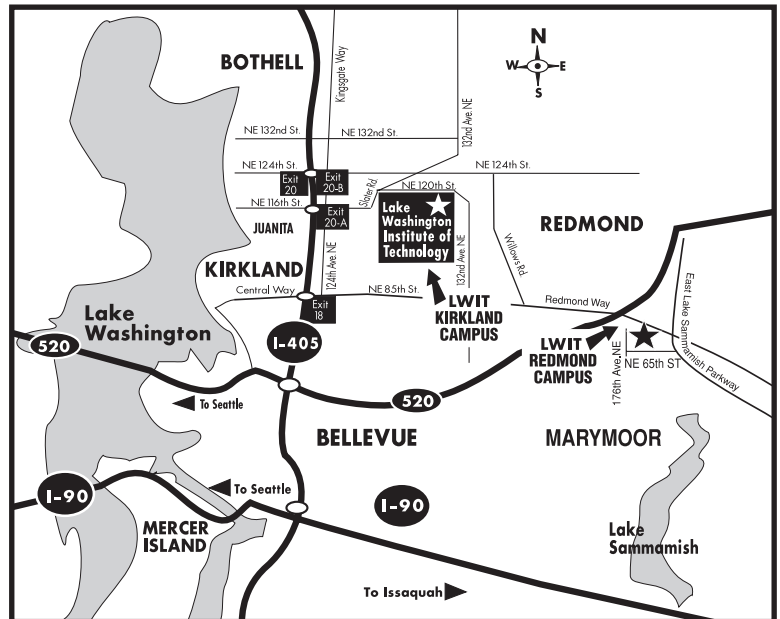 BOTHELL
Kingsgate Way
N
W
E
S
132nd Ave. NE
NE 132nd St.
NE 132nd St.
NE 124th St.
NE 124th St.
Exit
20
Exit
20-B
Slater Rd.
NE 120th St.
NE 116th St.
Exit
20-A
JUANITA
Lake
Washington
Institute of
Technology
REDMOND
KIRKLAND
124th Ave. NE
132nd Ave. NE
Willows Rd.
Central Way
NE 85th St.
Exit
18
LWIT
KIRKLAND
CAMPUS
Redmond Way
East Lake Sammamish Parkway
Lake
Washington
I-405
520
LWIT
REDMOND
CAMPUS
176th Ave. NE
NE 65th ST
520
To Seattle
BELLEVUE
MARYMOOR
I-90
To Seattle
I-90
MERCER
ISLAND
Lake
Sammamish
To Issaquah